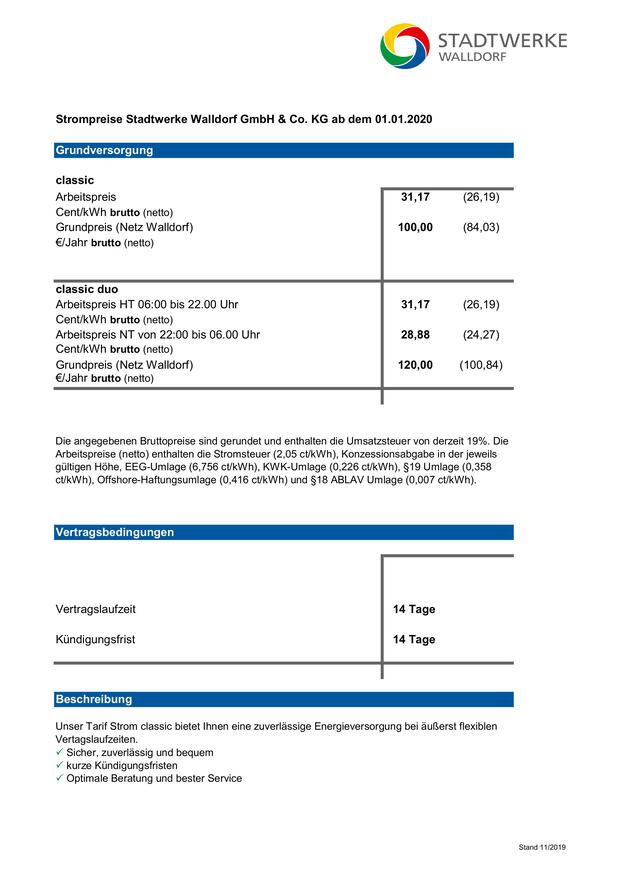 STADTWERKE
WALLDORF
Strompreise Stadtwerke Walldorf GmbH & Co. KG ab dem 01.01.2020
Grundversorgung
classic
Arbeitspreis 31,17 (26,19)
Cent/kWh brutto (netto)
Grundpreis (Netz Walldorf) 100,00 (84,03)
€/Jahr brutto (netto)
classic duo
Arbeitspreis HT 06:00 bis 22.00 Uhr 31,17 (26,19)
Cent/kWh brutto (netto)
Arbeitspreis NT von 22:00 bis 06.00 Uhr 28,88 (24,27)
Cent/kWh brutto (netto)
Grundpreis (Netz Walldorf) 120,00 (100,84)
€/Jahr brutto (netto)
Die angegebenen Bruttopreise sind gerundet und enthalten die Umsatzsteuer von derzeit 19%. Die
Arbeitspreise (netto) enthalten die Stromsteuer (2,05 ct/kWh), Konzessionsabgabe in der jeweils
gültigen Höhe, EEG-Umlage (6,756 ct/kWh), KWK-Umlage (0,226 ct/kWh), §19 Umlage (0,358
ct/kWh), Offshore-Haftungsumlage (0,416 ct/kWh) und §18 ABLAV Umlage (0,007 ct/kWh).
Vertragsbedingungen
Vertragslaufzeit 14 Tage
Kündigungsfrist 14 Tage
Beschreibung
Unser Tarif Strom classic bietet Ihnen eine zuverlässige Energieversorgung bei äußerst flexiblen
Vertagslaufzeiten.
✓ Sicher, zuverlässig und bequem
✓ kurze Kündigungsfristen
✓ Optimale Beratung und bester Service
Stand 11/2019